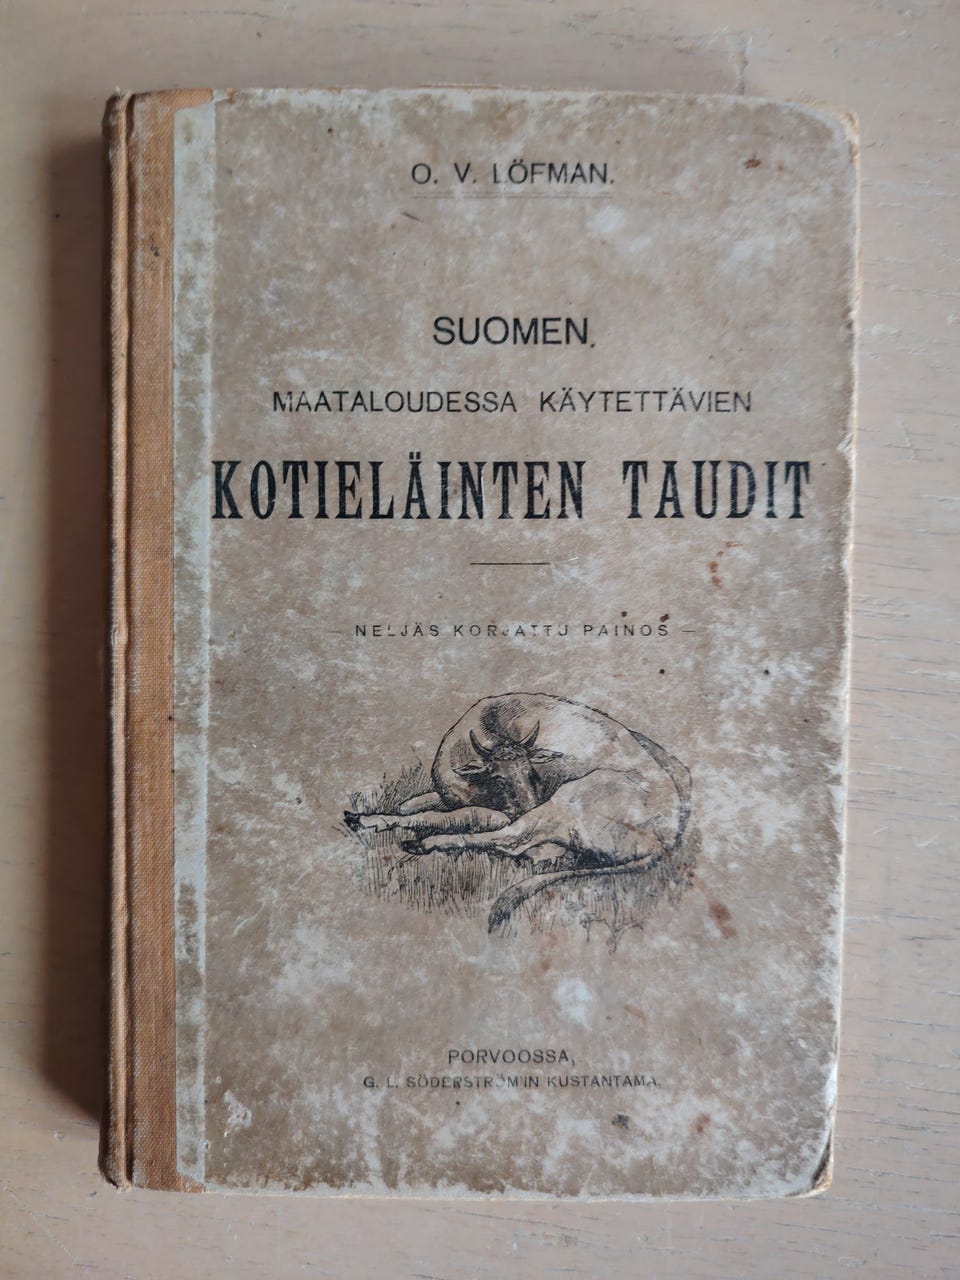 O. V. LÖFMAN.
SUOMEN.
MAATALOUDESSA KÄYTETTÄVIEN
KOTIELÄINTEN TAUDIT
— NELJÄS KORJATTU PAINOS —
PORVOOSSA,
G. L. SÖDERSTRÖM'IN KUSTANTAMA.